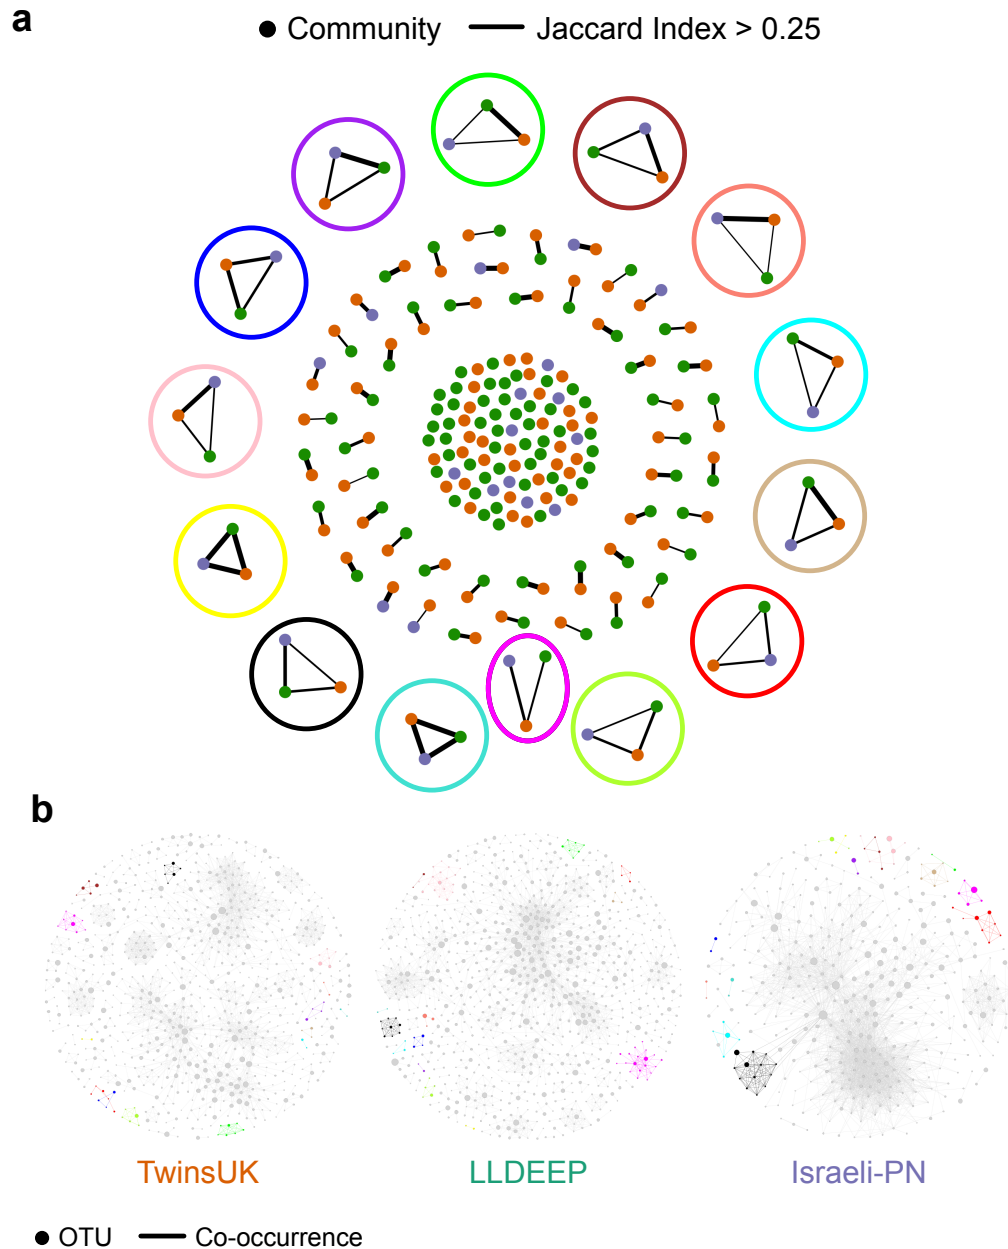 a
Community Jaccard Index > 0.25
b
TwinsUK LLDEEP Israeli-PN
OTU Co-occurrence